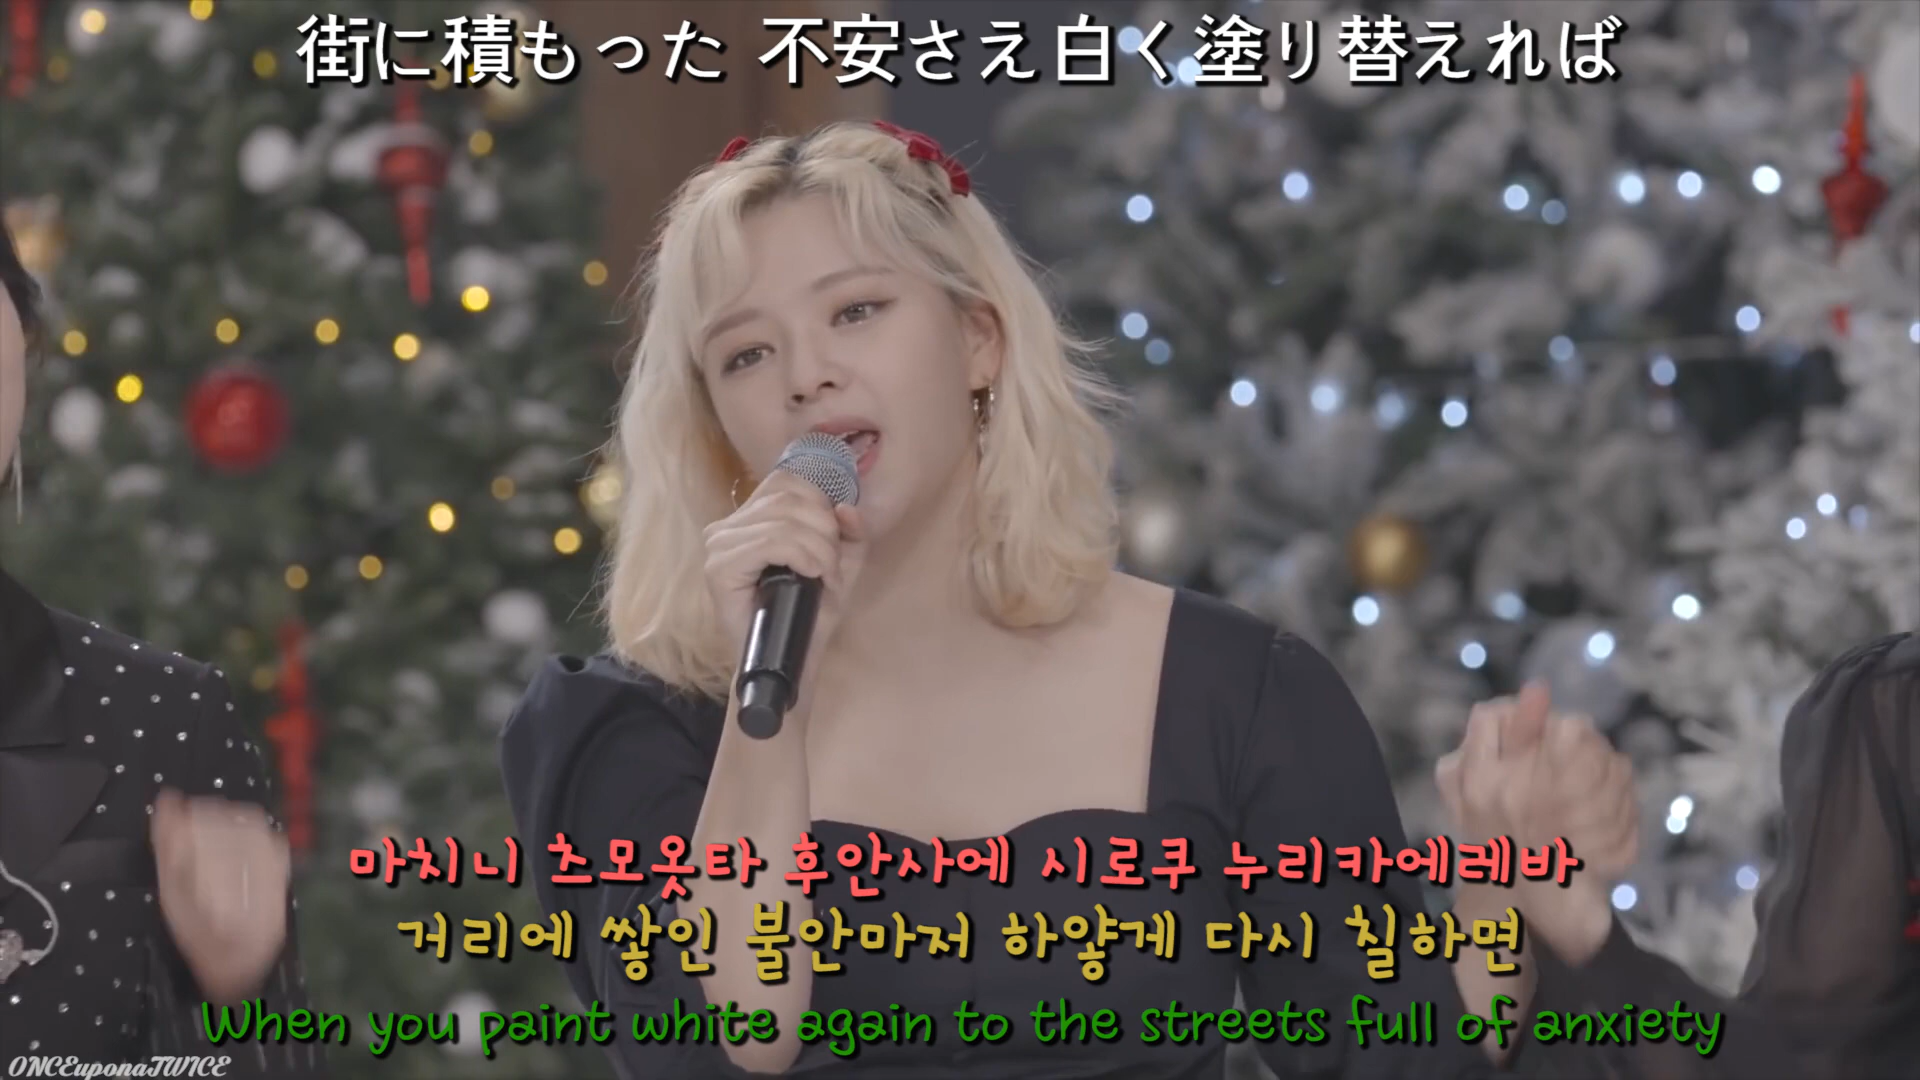 街に積もった 不安さえ白く塗り替えれば
마치니 츠모옷타 후안사에 시로쿠 누리카에레바
거리에 쌓인 불안마저 하얗게 다시 칠하면
When you paint white again to the streets full of anxiety
ONCEuponaTWICE